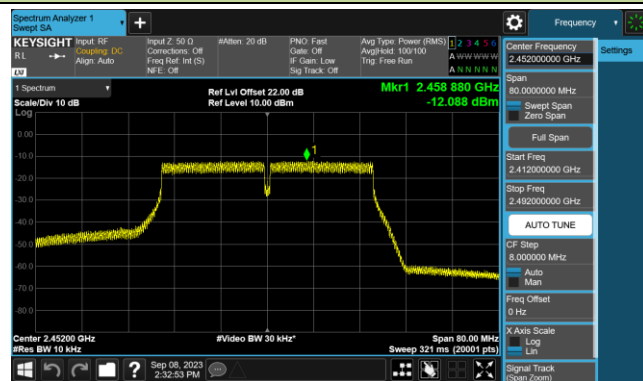 Spectrum Analyzer 1
Swept SA
Frequency
KEYSIGHT
RL
LXI
Input: RF
Coupling: DC
Align: Auto
Input Z: 50 Ω
Corrections: Off
Freq Ref: Int (S)
NFE: Off
#Atten: 20 dB
PNO: Fast
Gate: Off
IF Gain: Low
Sig Track: Off
Avg Type: Power (RMS)
Avg|Hold: 100/100
Trig: Free Run
1 2 3 4 5 6
A W W W W W
A N N N N N
1 Spectrum
Scale/Div 10 dB
Log
Ref Lvl Offset 22.00 dB
Ref Level 10.00 dBm
Mkr1 2.458 880 GHz
-12.088 dBm
0.00
-10.0
-20.0
-30.0
-40.0
-50.0
-60.0
-70.0
-80.0
1
Center 2.45200 GHz
#Res BW 10 kHz
#Video BW 30 kHz*
Span 80.00 MHz
Sweep 321 ms (20001 pts)
Sep 08, 2023
2:32:53 PM
?
Center Frequency
2.452000000 GHz
Settings
Span
80.0000000 MHz
Swept Span
Zero Span
Full Span
Start Freq
2.412000000 GHz
Stop Freq
2.492000000 GHz
AUTO TUNE
CF Step
8.000000 MHz
Auto
Man
Freq Offset
0 Hz
X Axis Scale
Log
Lin
Signal Track
(Span Zoom)